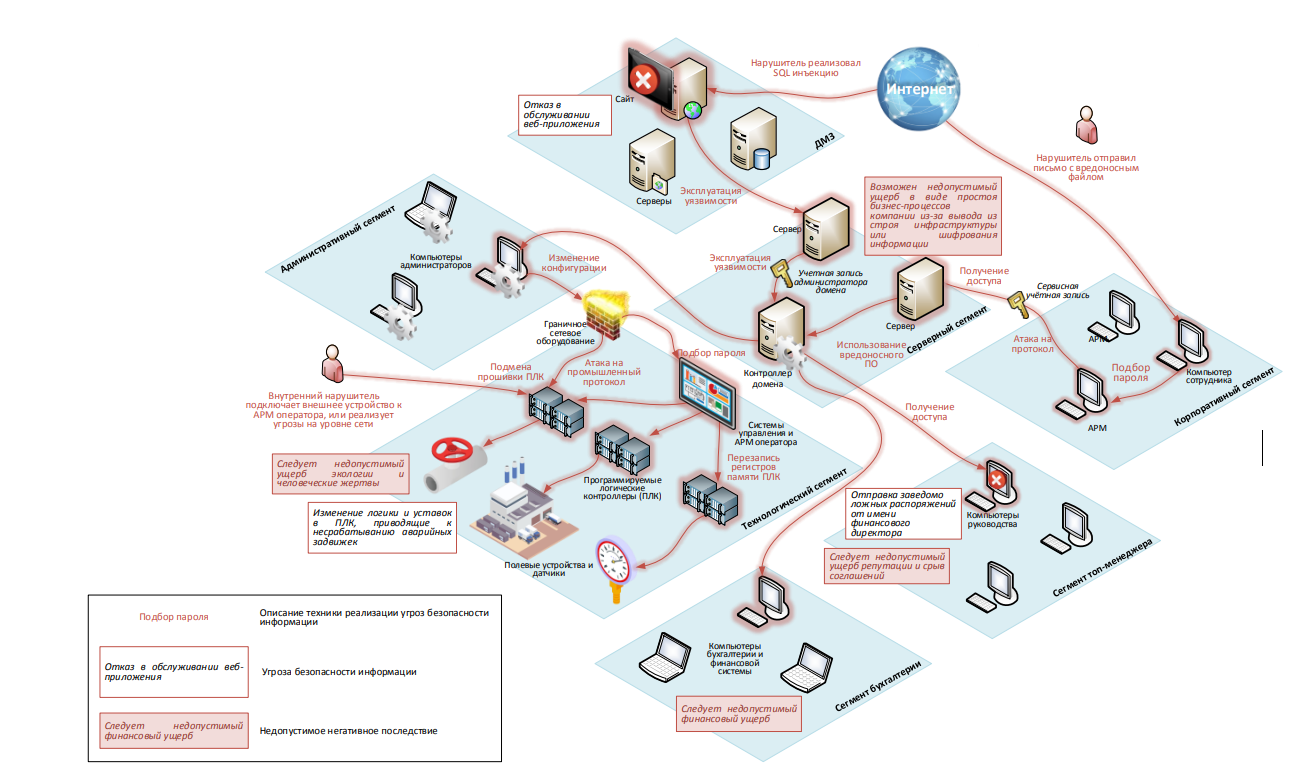 Нарушитель реализовал
SQL инъекцию
Интернет
Сайт
Отказ в
обслуживании
веб-приложения
ДМЗ
Серверы
Эксплуатация
уязвимости
Нарушитель отправил
письмо с вредоносным
файлом
Возможен недопустимый
ущерб в виде простоя
бизнес-процессов
компании из-за вывода из
строя инфраструктуры
или шифрования
информации
Административный сегмент
Компьютеры
администраторов
Изменение
конфигурации
Сервер
Эксплуатация
уязвимости
Учетная запись
администратора
домена
Сервер
Серверный сегмент
Получение
доступа
Сервисная
учётная запись
АРМ
Атака на
протокол
Подбор
пароля
Компьютер
сотрудника
АРМ
Корпоративный сегмент
Граничное
сетевое
оборудование
Подбор пароля
Использование
вредоносного
ПО
Контроллер
домена
Подмена
прошивки ПЛК
Атака на
промышленный
протокол
Внутренний нарушитель
подключает внешнее устройство к
АРМ оператора, или реализует
угрозы на уровне сети
Получение
доступа
Системы
управления и
АРМ оператора
Перезапись
регистров
памяти ПЛК
Программируемые
логические
контроллеры (ПЛК)
Технологический сегмент
Следует недопустимый
ущерб экологии и
человеческие жертвы
Изменение логики и уставок
в ПЛК, приводящие к
несрабатыванию аварийных
задвижек
Полевые устройства и
датчики
Отправка заведомо
ложных распоряжений
от имени
финансового
директора
Компьютеры
руководства
Следует недопустимый
ущерб репутации и срыв
соглашений
Сегмент топ-менеджера
Компьютеры
бухгалтерии и
финансовой
системы
Сегмент бухгалтерии
Следует недопустимый
финансовый ущерб
Подбор пароля
Описание техники реализации угроз безопасности
информации
Отказ в обслуживании веб-
приложения
Угроза безопасности информации
Следует недопустимый
финансовый ущерб
Недопустимое негативное последствие